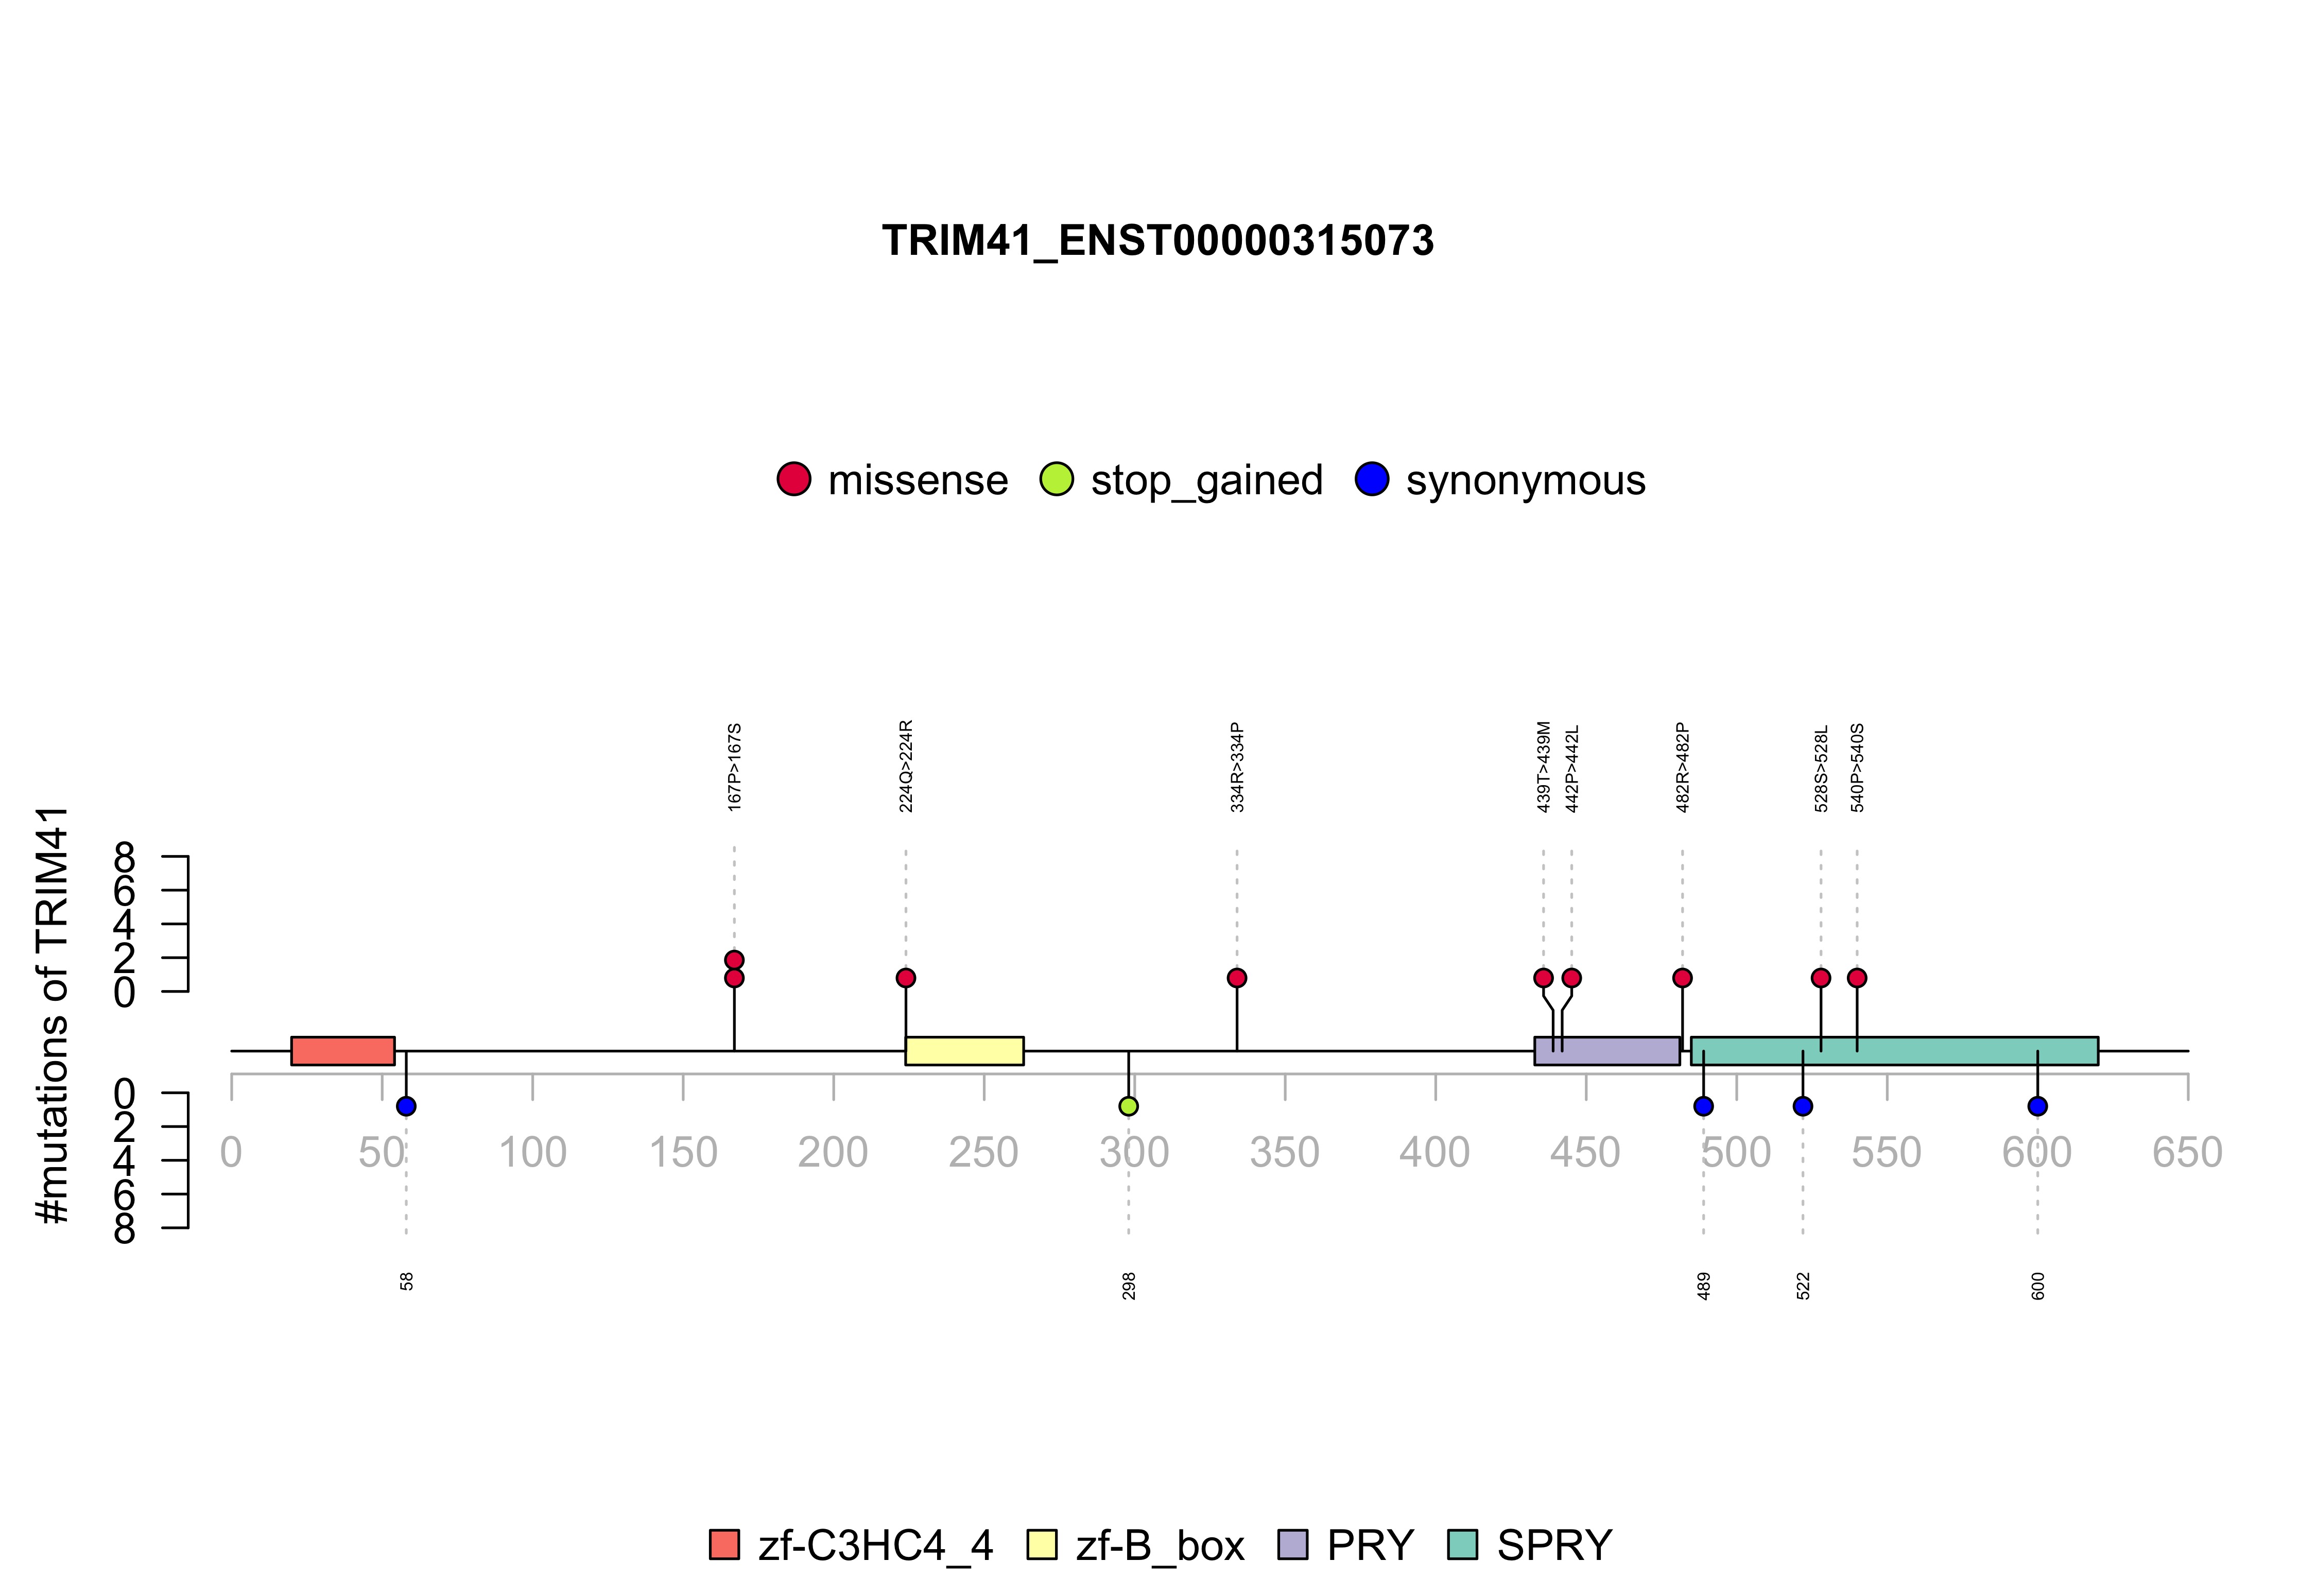 TRIM41_ENST00000315073
missense stop_gained synonymous
167P>167S
224Q>224R
334R>334P
439T>439M
442P>442L
482R>482P
528S>528L
540P>540S
#mutations of TRIM41
8
6
4
2
0
0
2
4
6
8
0 50 100 150 200 250 300 350 400 450 500 550 600 650
58
298
489
522
600
zf-C3HC4_4 zf-B_box PRY SPRY